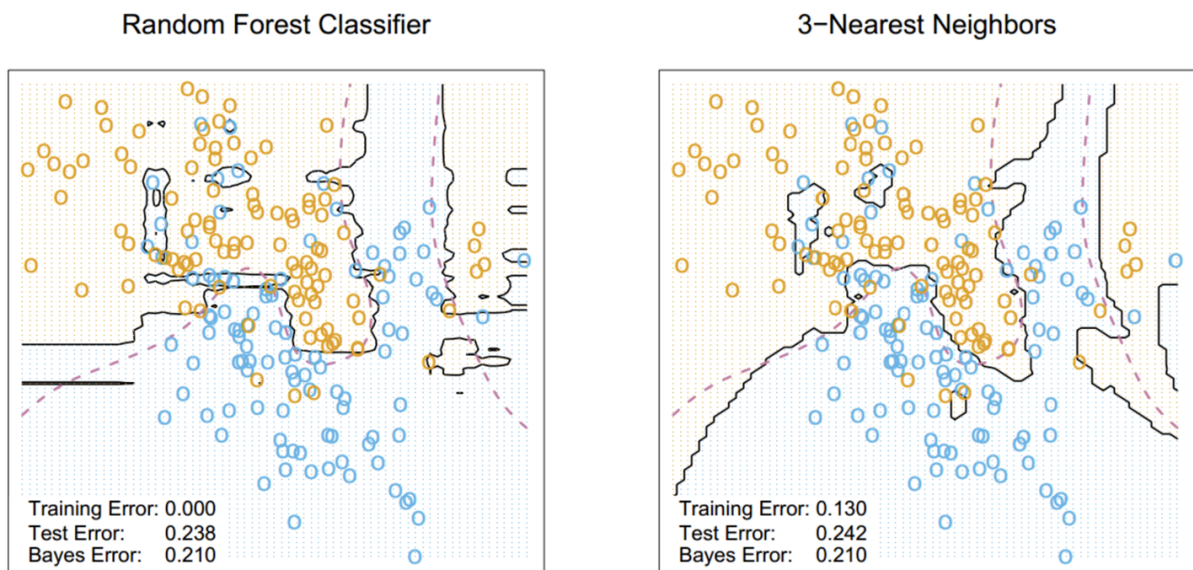 Random Forest Classifier
3−Nearest Neighbors
Training Error: 0.000
Test Error: 0.238
Bayes Error: 0.210
Training Error: 0.130
Test Error: 0.242
Bayes Error: 0.210